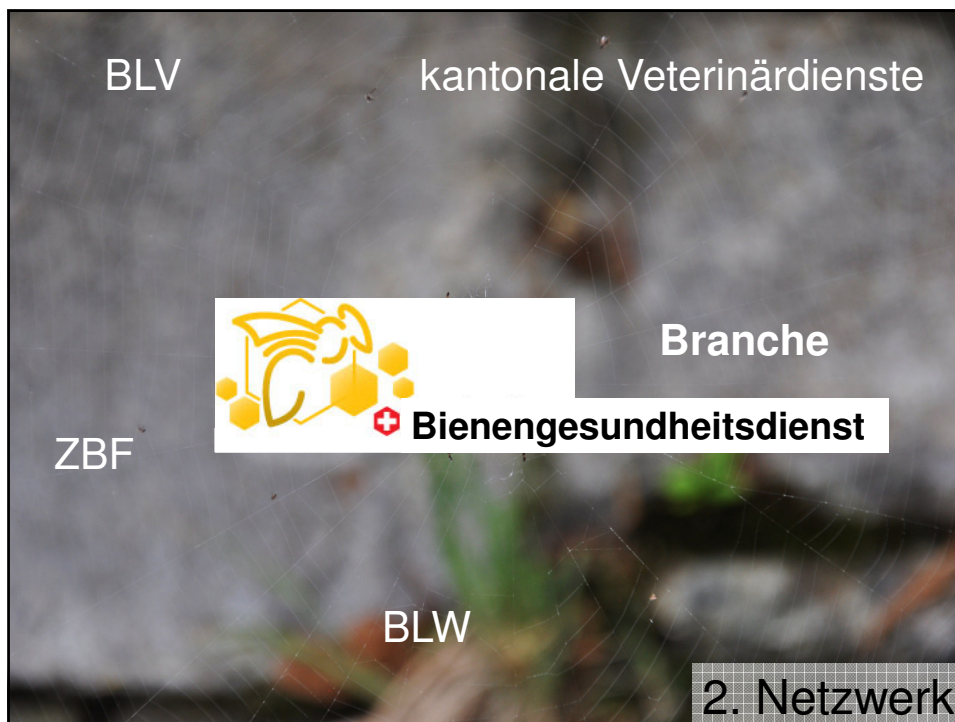 BLV
kantonale Veterinärdienste
Branche
Bienengesundheitsdienst
ZBF
BLW
2. Netzwerk